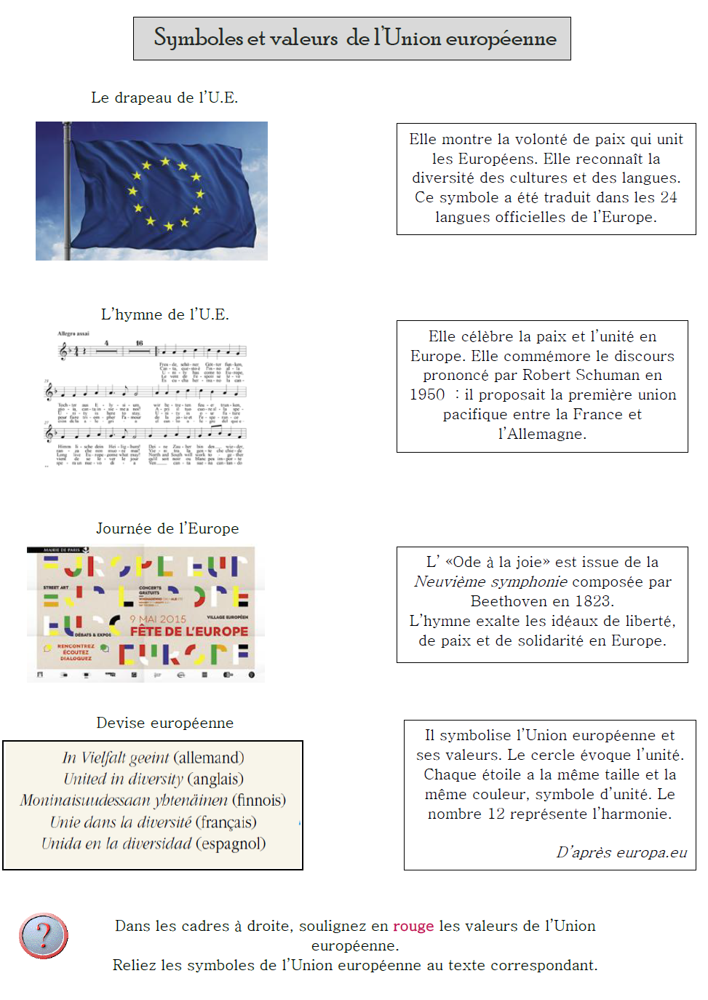 Symboles et valeurs de l'Union européenne
Le drapeau de l'U.E.
Elle montre la volonté de paix qui unit
les Européens. Elle reconnaît la
diversité des cultures et des langues.
Ce symbole a été traduit dans les 24
langues officielles de l'Europe.
L'hymne de l'U.E.
Allegro assai
4
16
Elle célèbre la paix et l'unité en
Europe. Elle commémore le discours
prononcé par Robert Schuman en
1950 : il proposait la première union
pacifique entre la France et
l'Allemagne.
Journée de l'Europe
MAIRIE DE PARIS
EUROPE EUR
STREET ART
CONCERTS
GRATUITS
VILLAGE EUROPÉEN
DÉBATS & EXPOS
9 MAI 2015
FÊTE DE L'EUROPE
RENCONTREZ
ÉCOUTEZ
DIALOGUEZ
L' «Ode à la joie» est issue de la
Neuvième symphonie composée par
Beethoven en 1823.
L'hymne exalte les idéaux de liberté,
de paix et de solidarité en Europe.
Devise européenne
In Vielfalt geeint (allemand)
United in diversity (anglais)
Moninaisuudessaan yhtenäinen (finnois)
Unie dans la diversité (français)
Unida en la diversidad (espagnol)
Il symbolise l'Union européenne et
ses valeurs. Le cercle évoque l'unité.
Chaque étoile a la même taille et la
même couleur, symbole d'unité. Le
nombre 12 représente l'harmonie.
D'après europa.eu
?
Dans les cadres à droite, soulignez en rouge les valeurs de l'Union
européenne.
Reliez les symboles de l'Union européenne au texte correspondant.